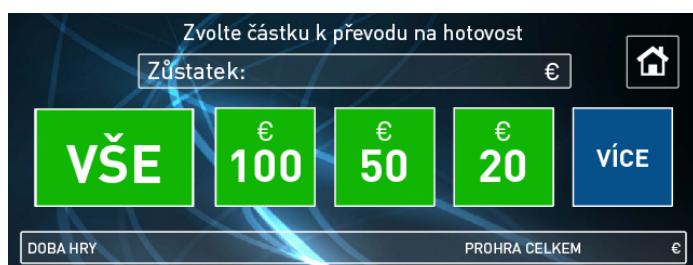 Zvolte částku k převodu na hotovost
Zůstatek: €
VŠE
€
100
€
50
€
20
VÍCE
DOBA HRY PROHRA CELKEM €